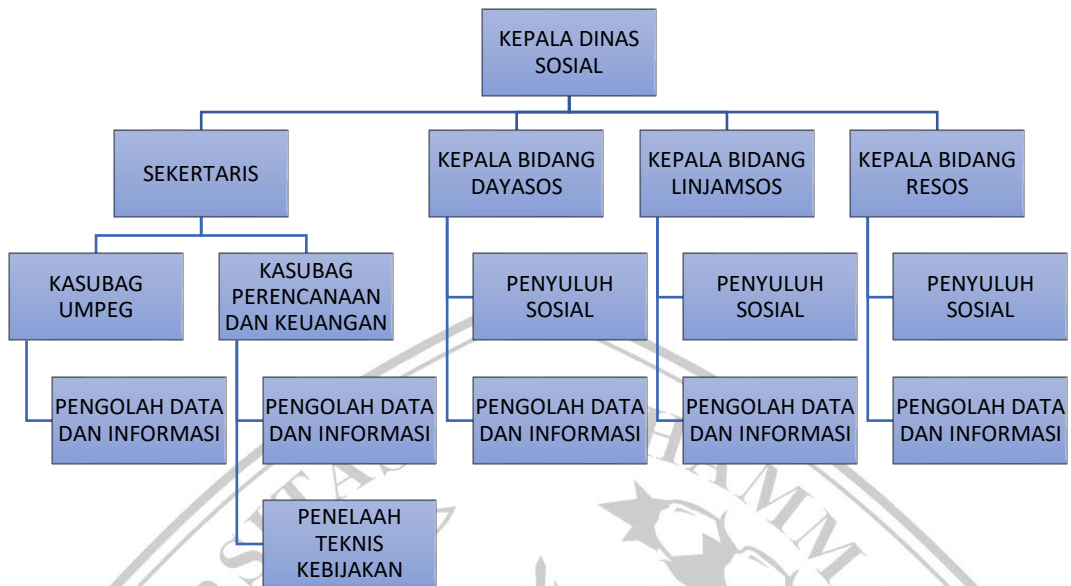 KEPALA DINAS
SOSIAL
SEKERTARIS
KEPALA BIDANG
DAYASOS
KEPALA BIDANG
LINJAMSOS
KEPALA BIDANG
RESOS
KASUBAG
UMPEG
KASUBAG
PERENCANAAN
DAN KEUANGAN
PENYULUH
SOSIAL
PENYULUH
SOSIAL
PENYULUH
SOSIAL
PENGOLAH DATA
DAN INFORMASI
PENGOLAH DATA
DAN INFORMASI
PENGOLAH DATA
DAN INFORMASI
PENGOLAH DATA
DAN INFORMASI
PENGOLAH DATA
DAN INFORMASI
PENELAAH
TEKNIS
KEBIJAKAN